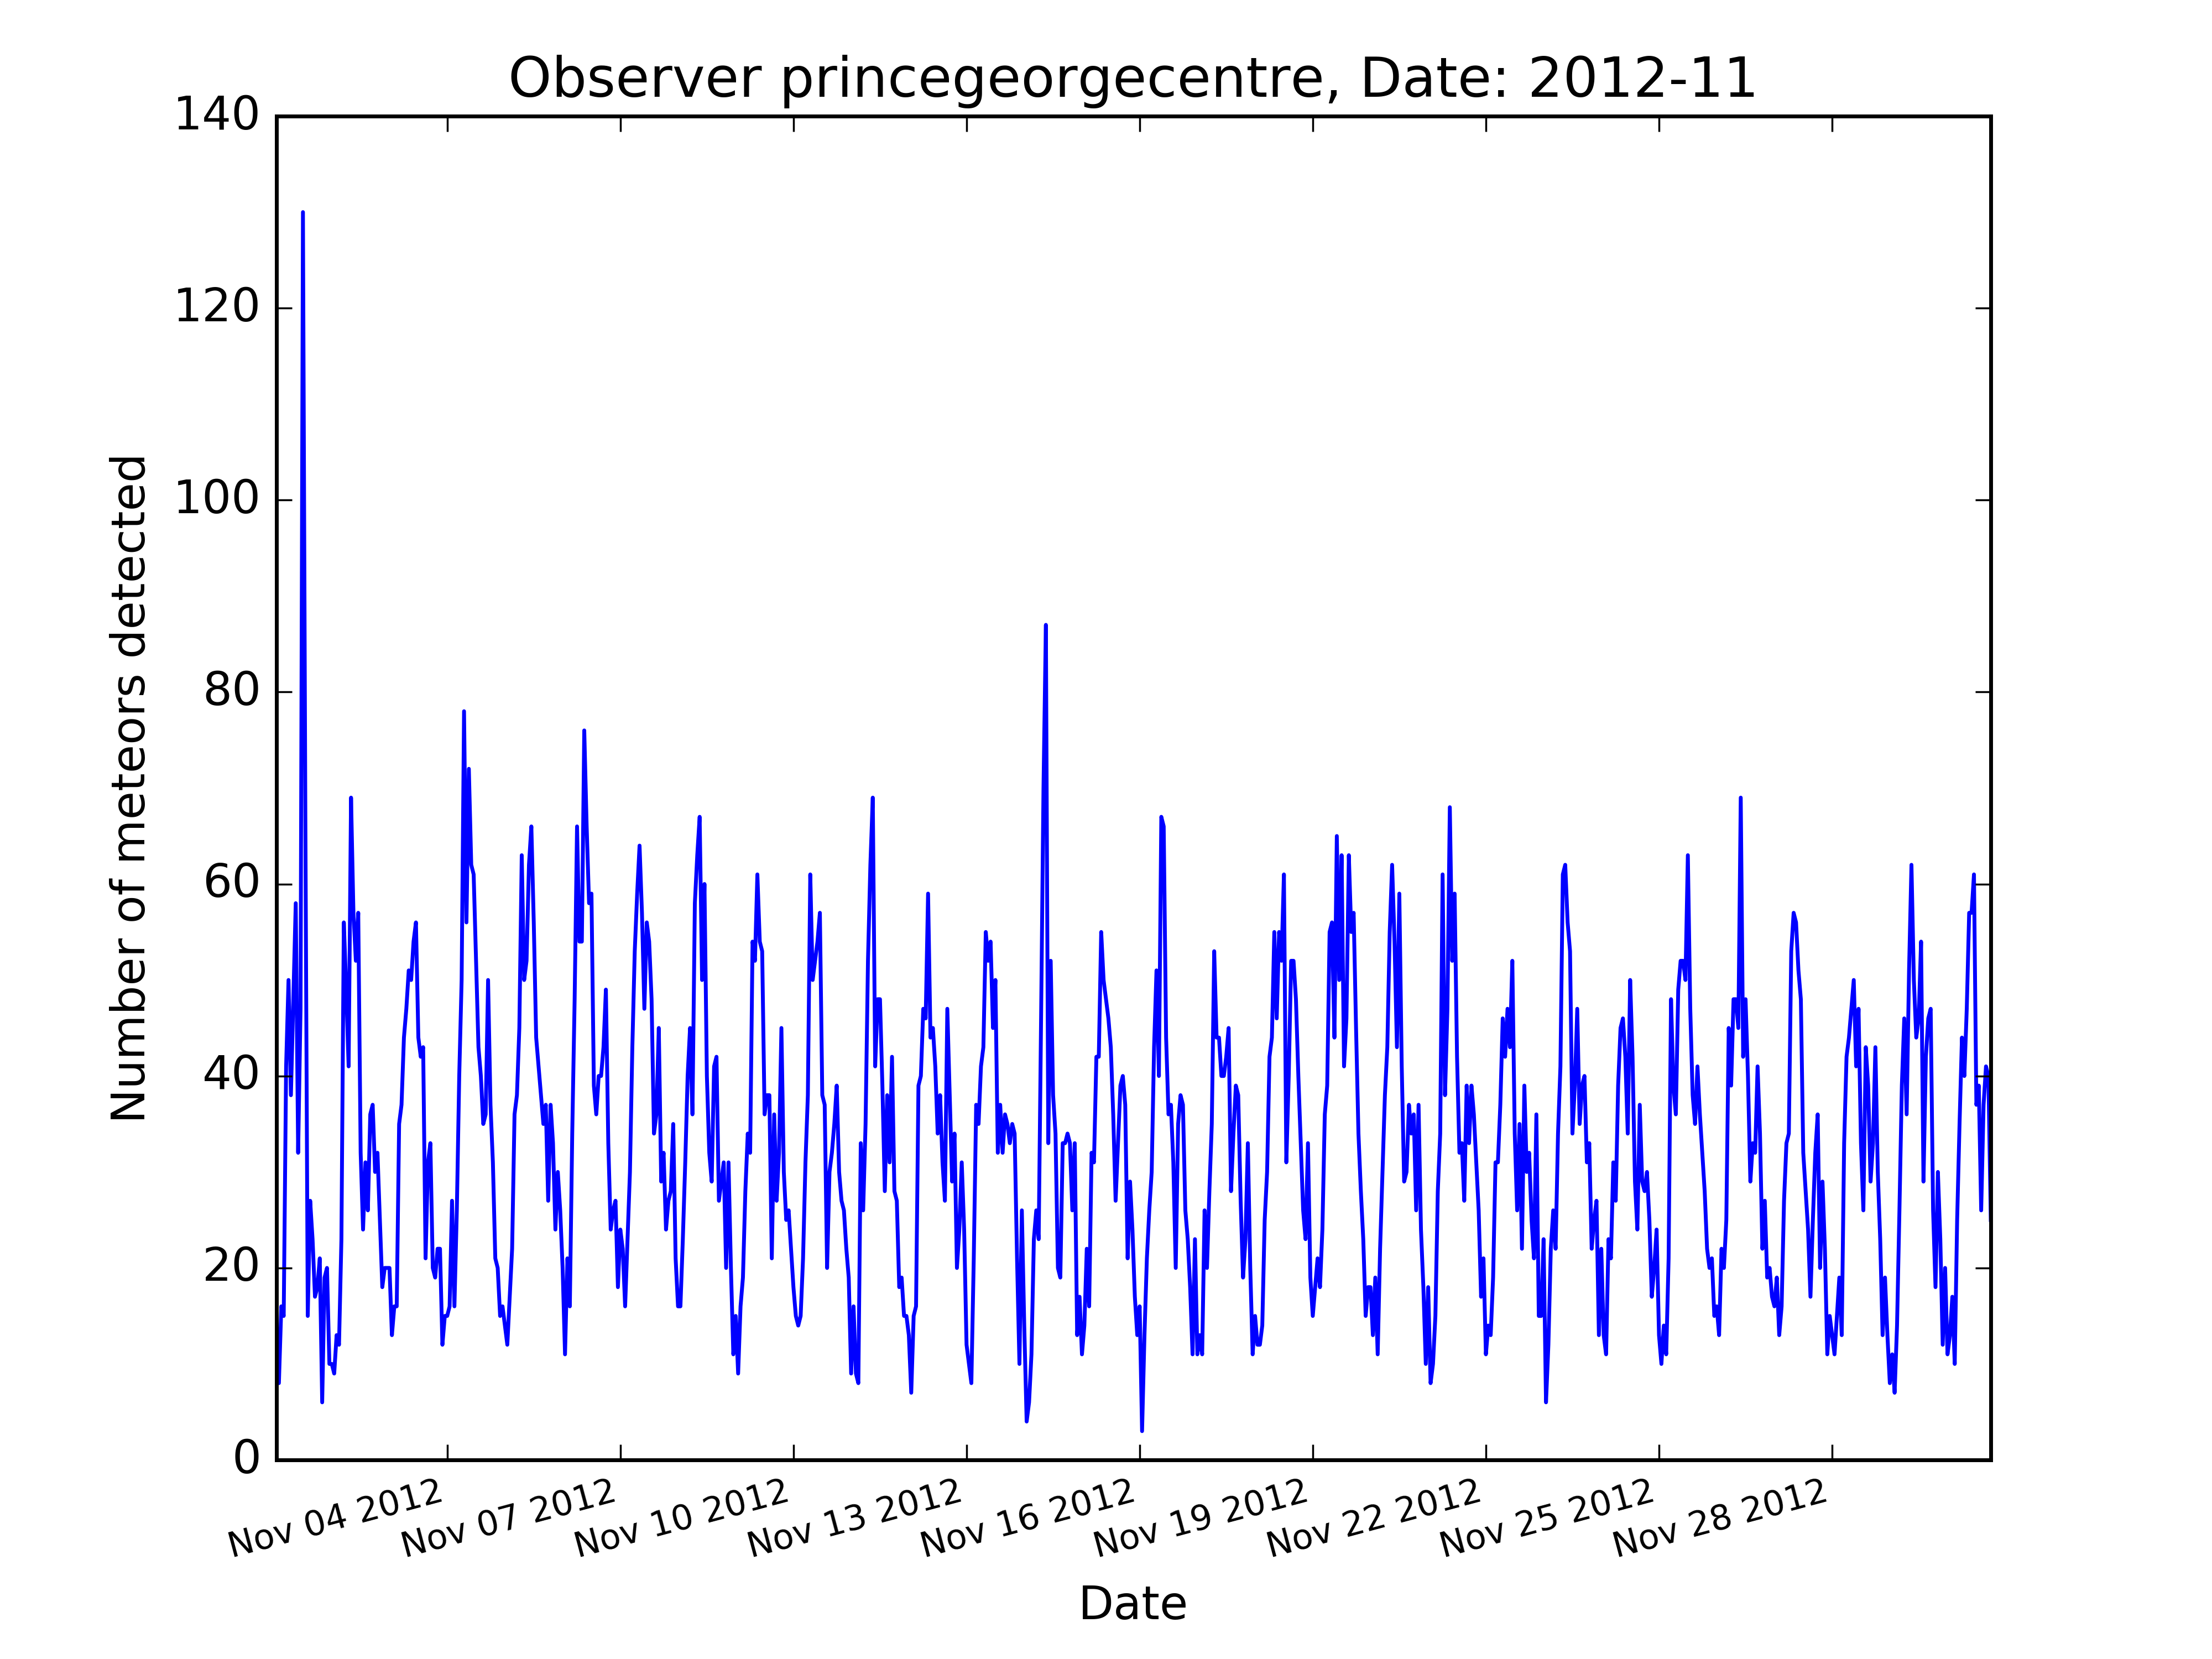 Observer princegeorgecentre, Date: 2012-11
140
120
100
80
60
40
20
0
Number of meteors detected
Nov 04 2012
Nov 07 2012
Nov 10 2012
Nov 13 2012
Nov 16 2012
Nov 19 2012
Nov 22 2012
Nov 25 2012
Nov 28 2012
Date